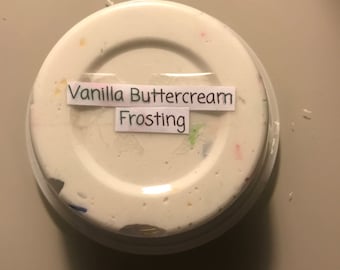 Vanilla Buttercream
Frosting